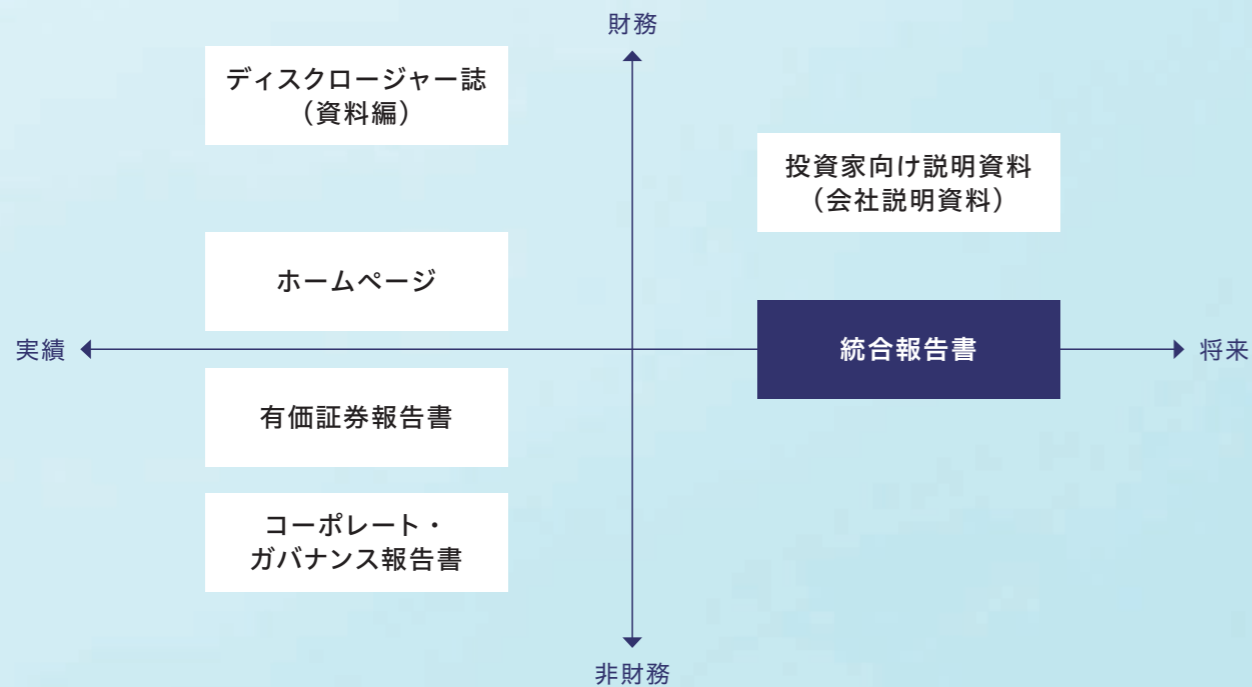 財務
ディスクロージャー誌
（資料編）
投資家向け説明資料
（会社説明資料）
ホームページ
実績
統合報告書
将来
有価証券報告書
コーポレート・
ガバナンス報告書
非財務